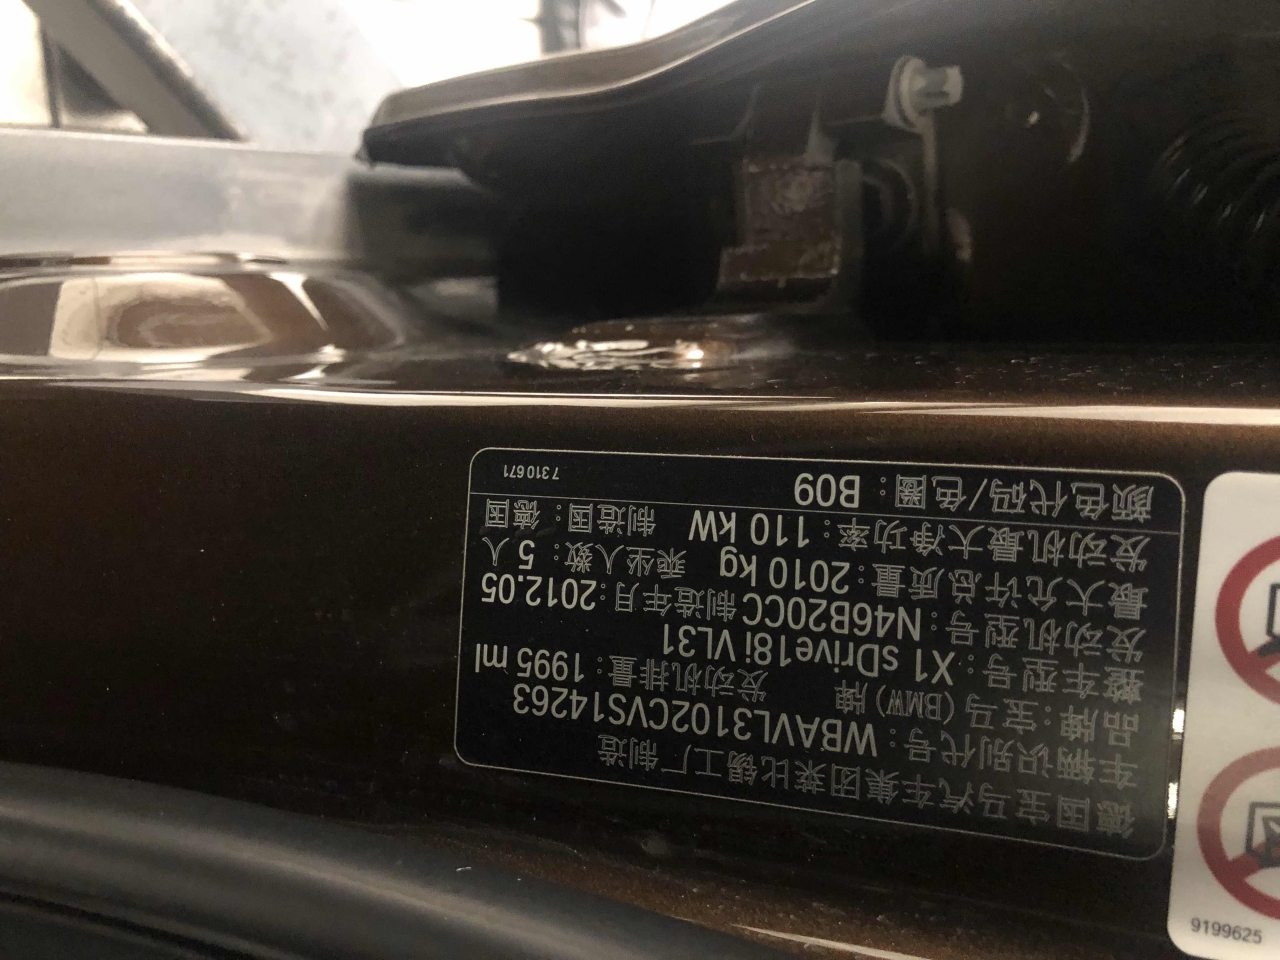 德国宝马汽车集团莱比锡工厂 制造
车辆识别代号：WBAVL3102CVS14263
品牌：宝马(BMW)牌 发动机排量：1995 ml
整车型号：X1 sDrive18i VL31
发动机型号：N46B20CC 制造年月：2012.05
最大允许总质量：2010 kg 乘坐人数：5 人
发动机最大净功率：110 kW 制造国：德国
颜色代码/色圈：B09 7310671
9199625